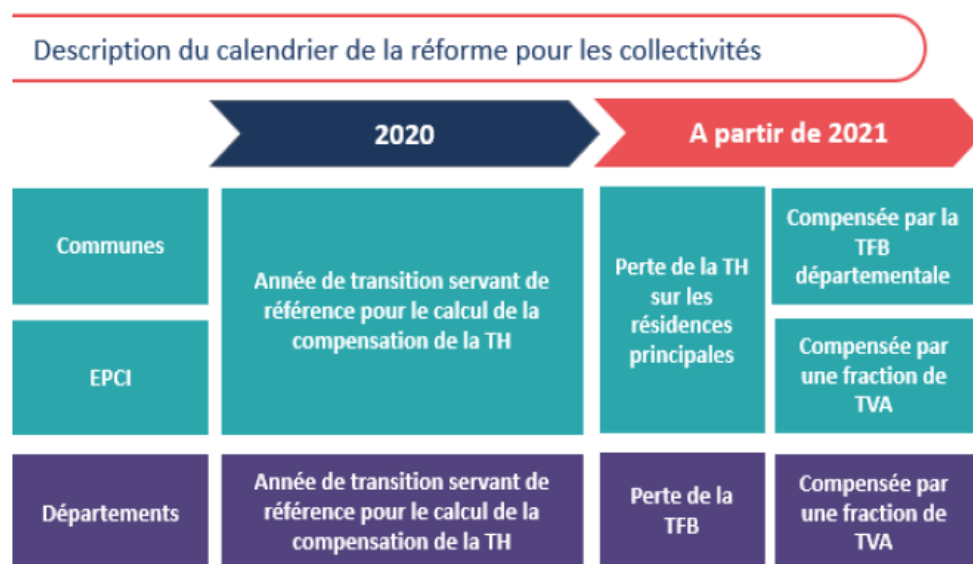 Description du calendrier de la réforme pour les collectivités
2020
A partir de 2021
Communes
EPCI
Année de transition servant de
référence pour le calcul de la
compensation de la TH
Perte de la TH
sur les
résidences
principales
Compensée par la
TFB
départementale
Compensée par
une fraction de
TVA
Départements
Année de transition servant de
référence pour le calcul de la
compensation de la TH
Perte de la
TFB
Compensée par
une fraction de
TVA